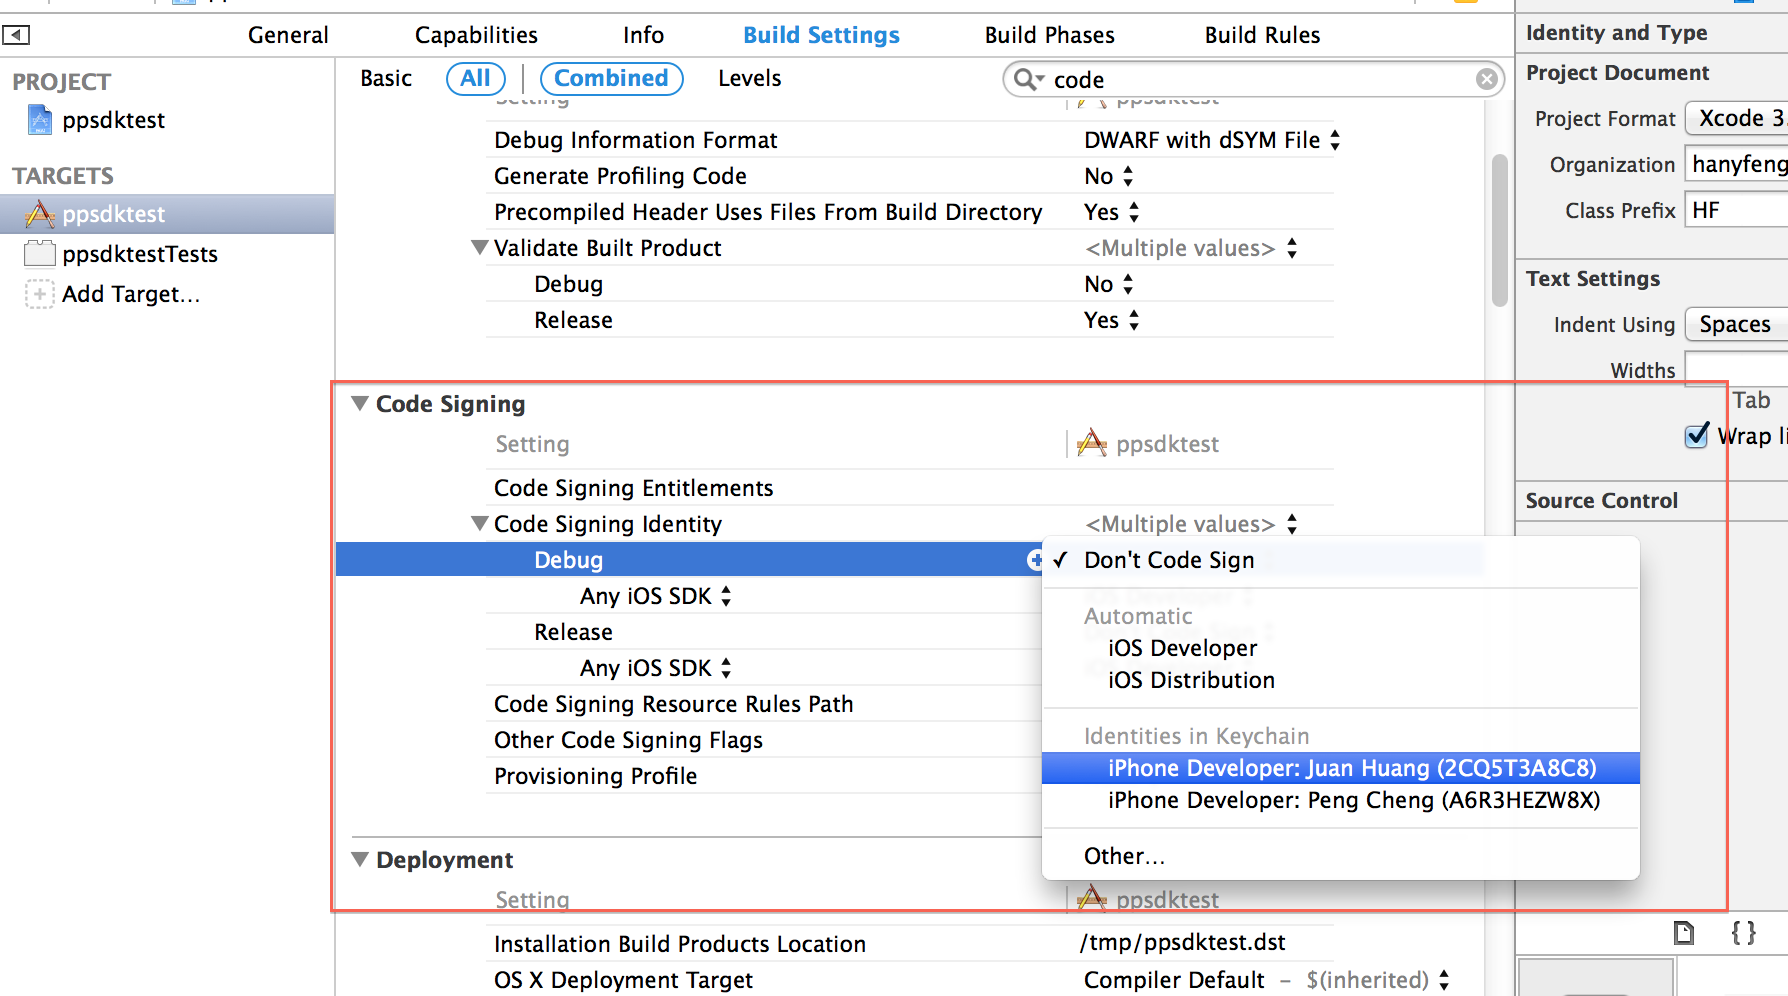 General Capabilities Info Build Settings Build Phases Build Rules
Basic All Combined Levels code
PROJECT
ppsdktest
TARGETS
ppsdktest
ppsdktestTests
Add Target...
Setting ppsdktest
Debug Information Format DWARF with dSYM File
Generate Profiling Code No
Precompiled Header Uses Files From Build Directory Yes
Validate Built Product <Multiple values>
Debug No
Release Yes
Code Signing
Setting ppsdktest
Code Signing Entitlements
Code Signing Identity <Multiple values>
Debug
Any iOS SDK
Release
Any iOS SDK
Code Signing Resource Rules Path
Other Code Signing Flags
Provisioning Profile
Don't Code Sign
Automatic
iOS Developer
iOS Distribution
Identities in Keychain
iPhone Developer: Juan Huang (2CQ5T3A8C8)
iPhone Developer: Peng Cheng (A6R3HEZW8X)
Other...
Deployment
Setting ppsdktest
Installation Build Products Location /tmp/ppsdktest.dst
OS X Deployment Target Compiler Default – $(inherited)
Identity and Type
Project Document
Project Format Xcode 3.
Organization hanyfeng
Class Prefix HF
Text Settings
Indent Using Spaces
Widths
Tab
Wrap li
Source Control
{ }